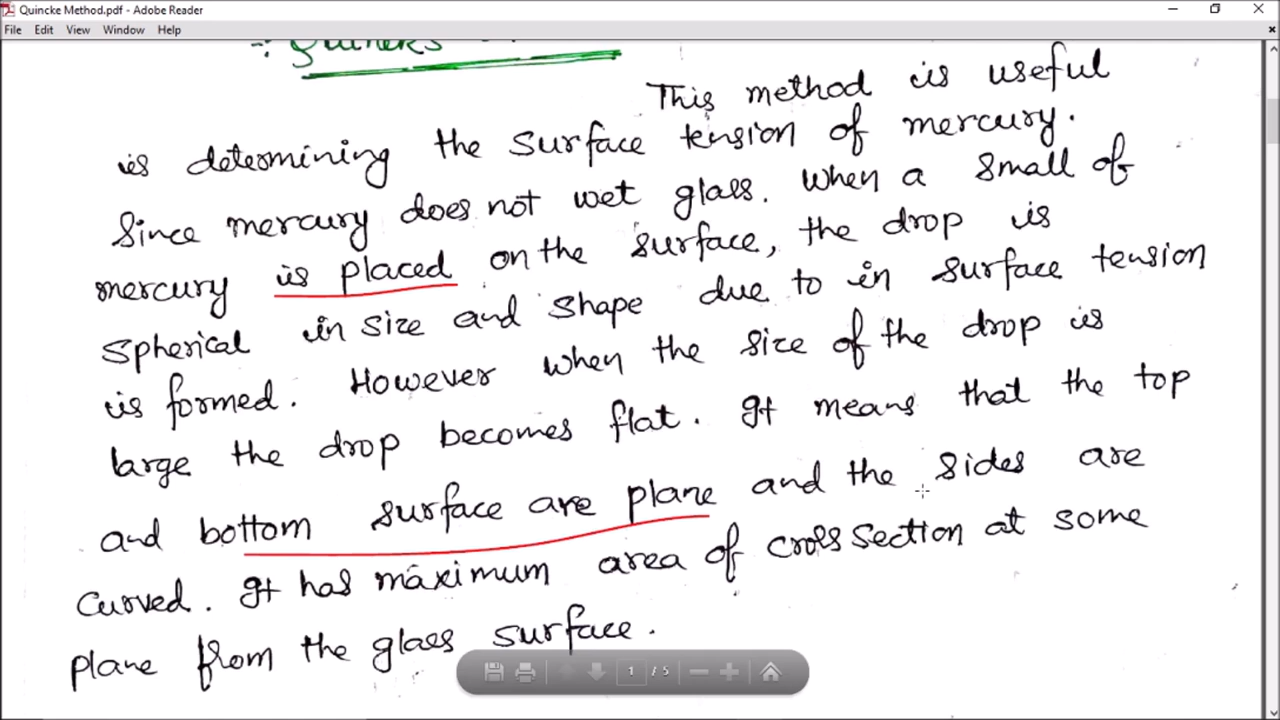 Quincke Method.pdf - Adobe Reader
File Edit View Window Help
This method is useful
is determining the surface tension of mercury.
Since mercury does not wet glass. When a small of
mercury is placed on the surface, the drop is
spherical in size and shape due to in surface tension
is formed. However when the size of the drop is
large the drop becomes flat. It means that the top
and bottom surface are plane and the sides are
curved. It has maximum area of cross section at some
plane from the glass surface.
1 / 5